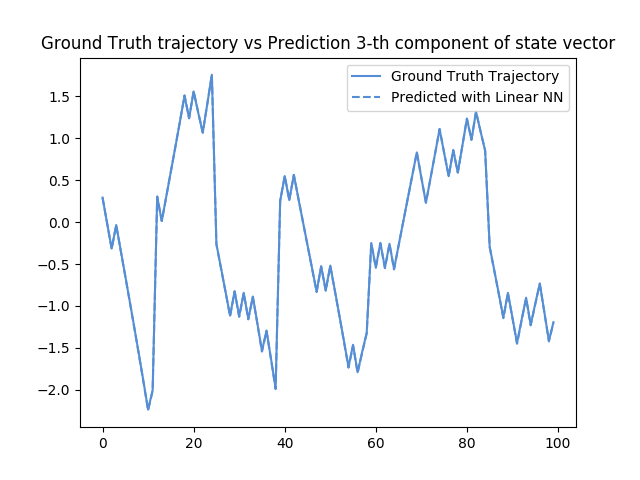 Ground Truth trajectory vs Prediction 3-th component of state vector
Ground Truth Trajectory
Predicted with Linear NN
1.5
1.0
0.5
0.0
−0.5
−1.0
−1.5
−2.0
0 20 40 60 80 100